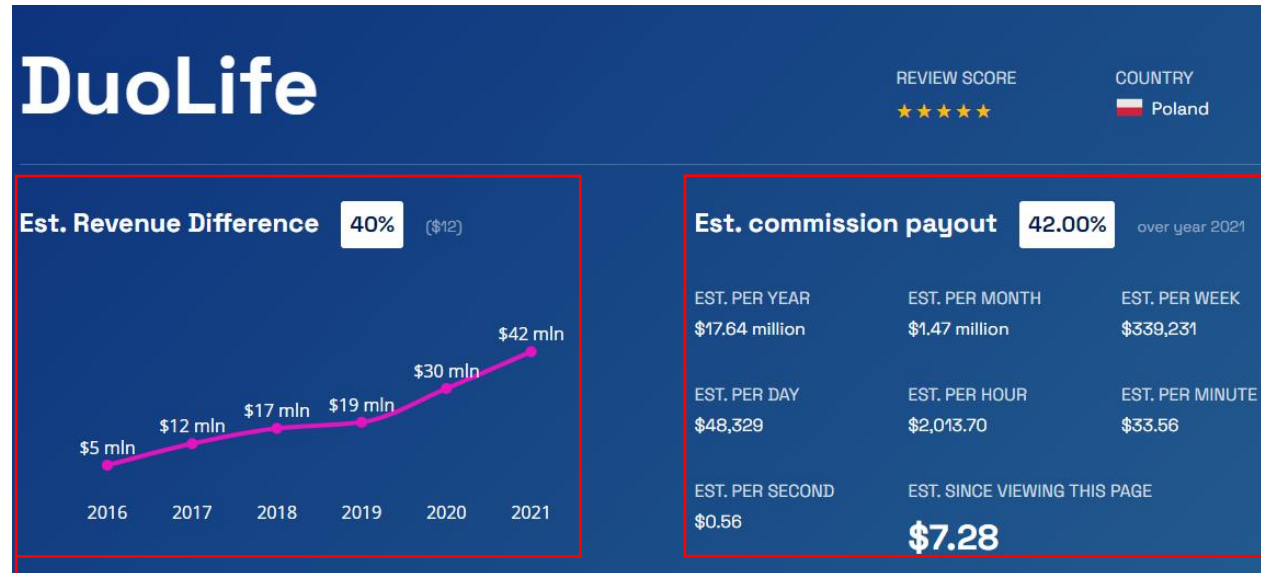 DuoLife
REVIEW SCORE
COUNTRY
Poland
Est. Revenue Difference 40% ($12)
$5 mln
$12 mln
$17 mln
$19 mln
$30 mln
$42 mln
2016 2017 2018 2019 2020 2021
Est. commission payout 42.00% over year 2021
EST. PER YEAR EST. PER MONTH EST. PER WEEK
$17.64 million $1.47 million $339,231
EST. PER DAY EST. PER HOUR EST. PER MINUTE
$48,329 $2,013.70 $33.56
EST. PER SECOND EST. SINCE VIEWING THIS PAGE
$0.56 $7.28